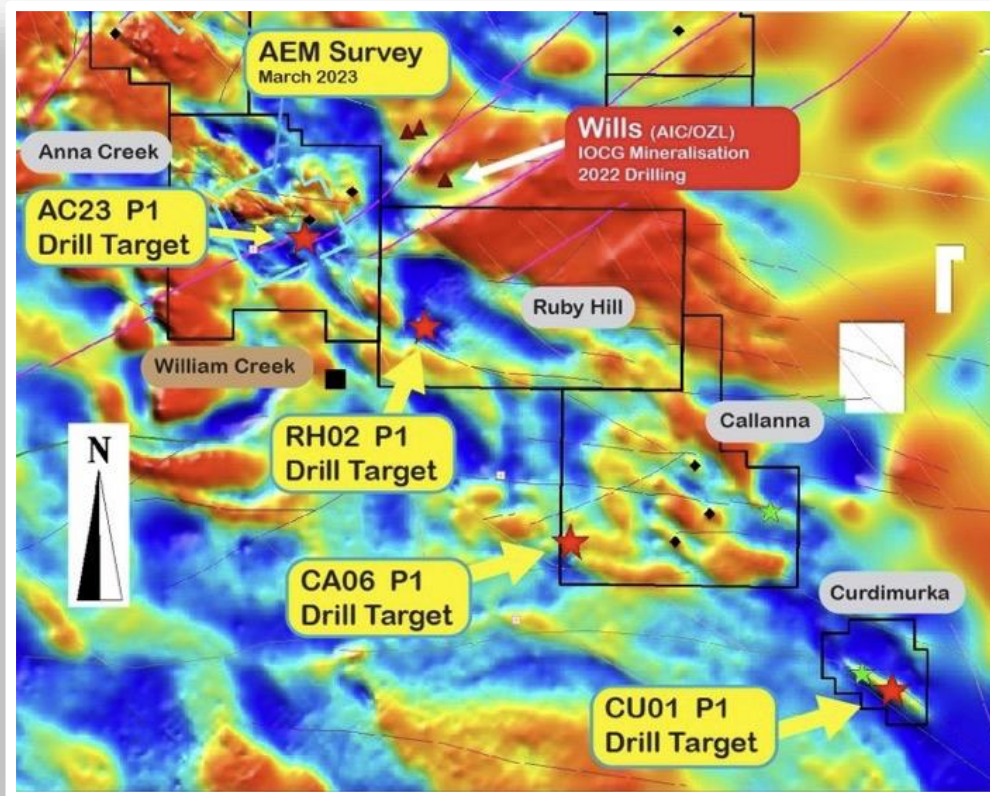 AEM Survey
March 2023
Wills (AIC/OZL)
IOCG Mineralisation
2022 Drilling
Anna Creek
AC23 P1
Drill Target
Ruby Hill
William Creek
Callanna
RH02 P1
Drill Target
N
CA06 P1
Drill Target
Curdimurka
CU01 P1
Drill Target